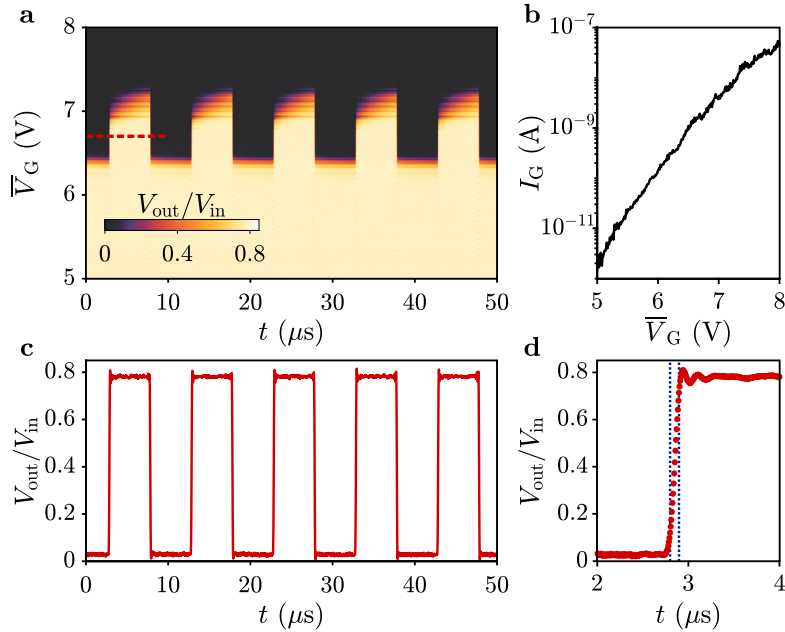 a
8
7
6
5
V̅G (V)
Vout/Vin
0 0.4 0.8
0 10 20 30 40 50
t (μs)
b
10⁻⁷
10⁻⁹
10⁻¹¹
IG (A)
5 6 7 8
V̅G (V)
c
0.8
0.6
0.4
0.2
0
Vout/Vin
0 10 20 30 40 50
t (μs)
d
0.8
0.6
0.4
0.2
0
Vout/Vin
2 3 4
t (μs)